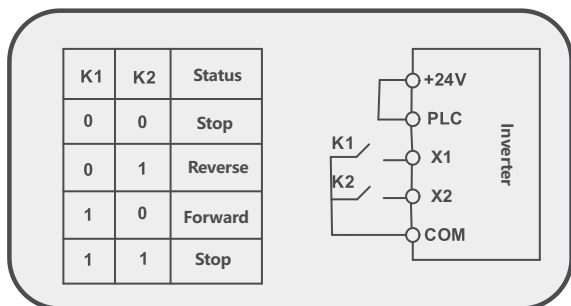 K1 K2 Status
0 0 Stop
0 1 Reverse
1 0 Forward
1 1 Stop
+24V
PLC
K1
X1
K2
X2
COM
Inverter